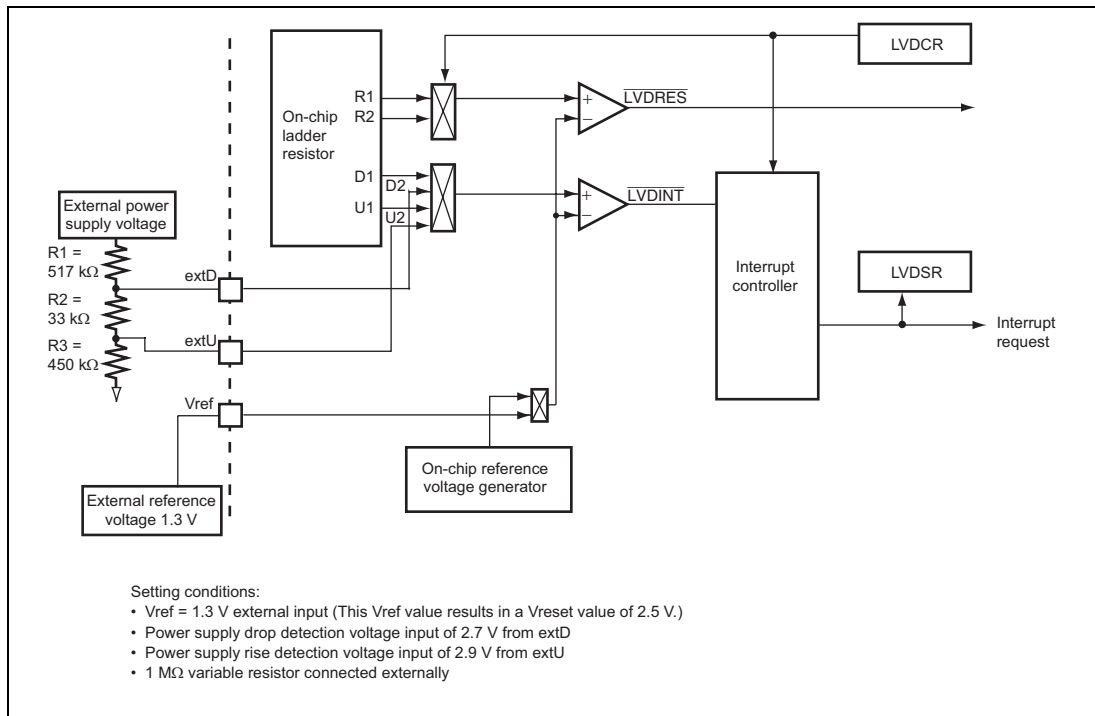 LVDCR
On-chip
ladder
resistor
R1
R2
D1
D2
U1
U2
+
−
LVDRES
+
−
LVDINT
External power
supply voltage
R1 =
517 kΩ
R2 =
33 kΩ
R3 =
450 kΩ
extD
extU
Vref
Interrupt
controller
LVDSR
Interrupt
request
On-chip reference
voltage generator
External reference
voltage 1.3 V
Setting conditions:
• Vref = 1.3 V external input (This Vref value results in a Vreset value of 2.5 V.)
• Power supply drop detection voltage input of 2.7 V from extD
• Power supply rise detection voltage input of 2.9 V from extU
• 1 MΩ variable resistor connected externally